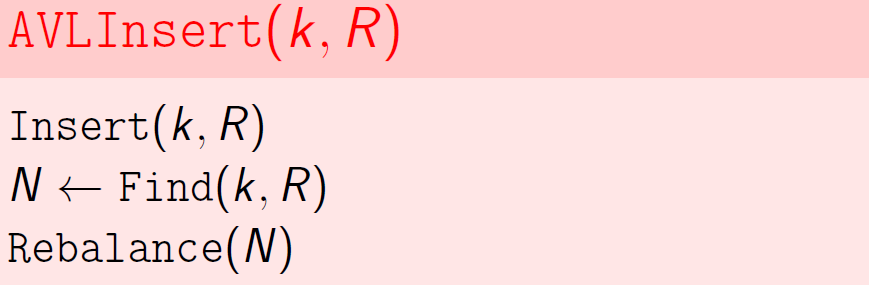 AVLInsert(k, R)
Insert(k, R)
N ← Find(k, R)
Rebalance(N)